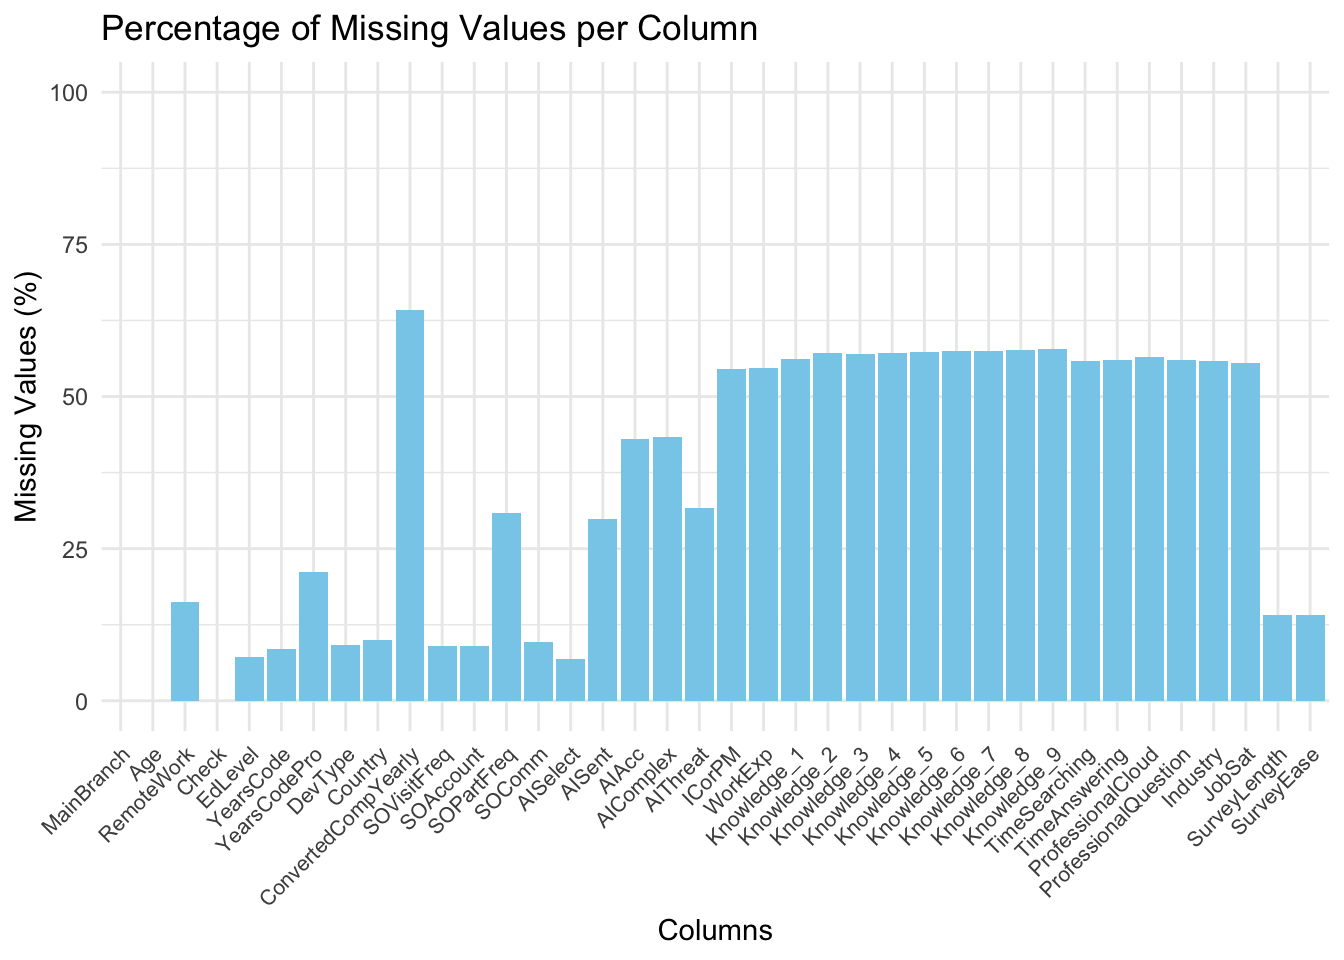 Percentage of Missing Values per Column
Missing Values (%)
100
75
50
25
0
MainBranch
Age
RemoteWork
Check
EdLevel
YearsCode
YearsCodePro
DevType
Country
ConvertedCompYearly
SOVisitFreq
SOAccount
SOPartFreq
SOComm
AISelect
AISent
AIAcc
AIComplex
AIThreat
ICorPM
WorkExp
Knowledge_1
Knowledge_2
Knowledge_3
Knowledge_4
Knowledge_5
Knowledge_6
Knowledge_7
Knowledge_8
Knowledge_9
TimeSearching
TimeAnswering
ProfessionalCloud
ProfessionalQuestion
Industry
JobSat
SurveyLength
SurveyEase
Columns